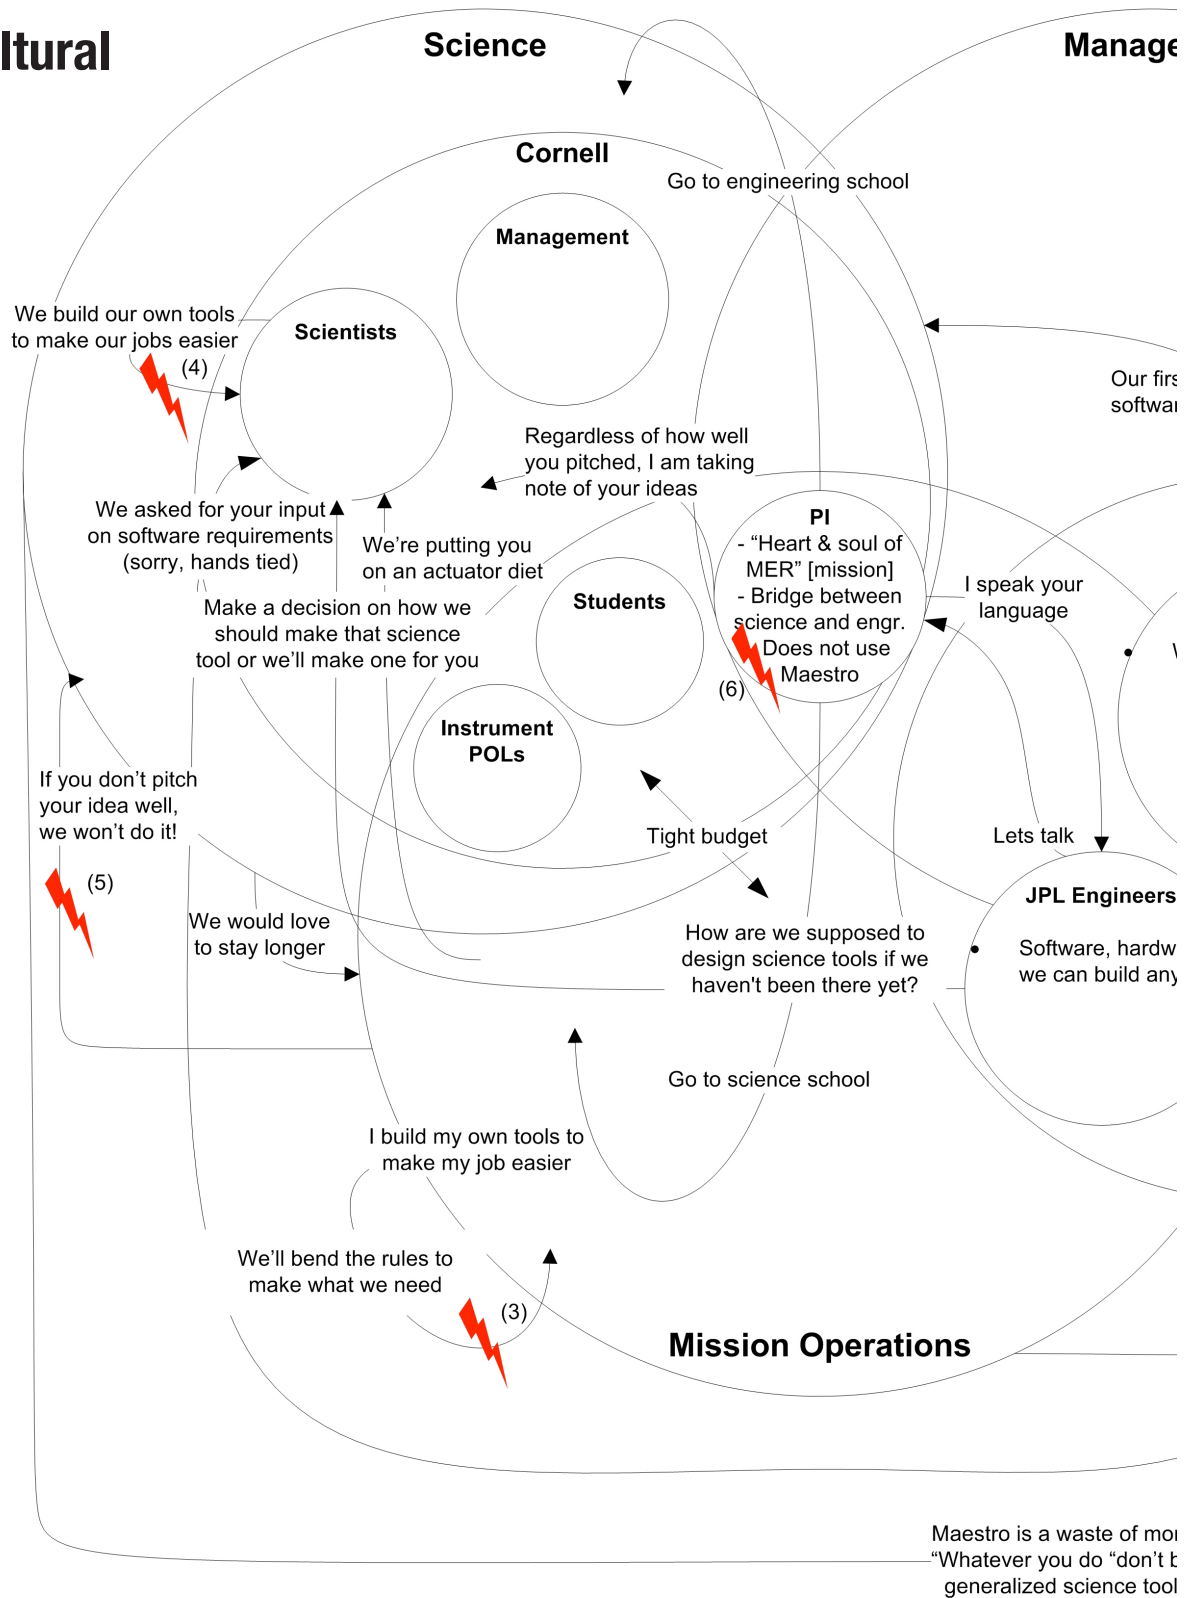 ltural
Science
Manage
Cornell
Go to engineering school
Management
We build our own tools
to make our jobs easier
(4)
Scientists
Our firs
softwar
Regardless of how well
you pitched, I am taking
note of your ideas
We asked for your input
on software requirements
(sorry, hands tied)
We're putting you
on an actuator diet
PI
- “Heart & soul of
MER” [mission]
- Bridge between
science and engr.
Does not use
Maestro
(6)
I speak your
language
Students
Make a decision on how we
should make that science
tool or we’ll make one for you
W
Instrument
POLs
If you don’t pitch
your idea well,
we won’t do it!
(5)
Tight budget
Lets talk
JPL Engineers
• Software, hardw
we can build any
We would love
to stay longer
How are we supposed to
design science tools if we
haven't been there yet?
Go to science school
I build my own tools to
make my job easier
We’ll bend the rules to
make what we need
(3)
Mission Operations
Maestro is a waste of mon
“Whatever you do “don’t b
generalized science tool